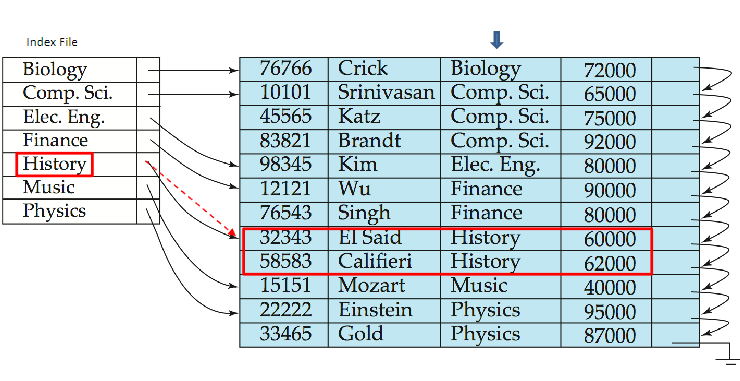 Index File
Biology
Comp. Sci.
Elec. Eng.
Finance
History
Music
Physics
76766 Crick Biology 72000
10101 Srinivasan Comp. Sci. 65000
45565 Katz Comp. Sci. 75000
83821 Brandt Comp. Sci. 92000
98345 Kim Elec. Eng. 80000
12121 Wu Finance 90000
76543 Singh Finance 80000
32343 El Said History 60000
58583 Califieri History 62000
15151 Mozart Music 40000
22222 Einstein Physics 95000
33465 Gold Physics 87000